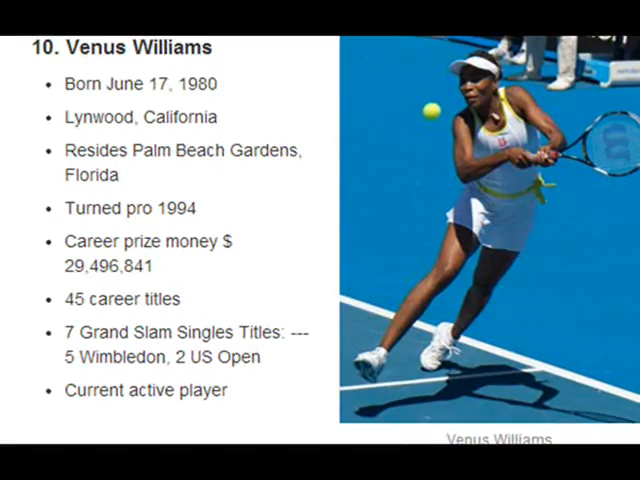 10. Venus Williams
Born June 17, 1980
Lynwood, California
Resides Palm Beach Gardens,
Florida
Turned pro 1994
Career prize money $
29,496,841
45 career titles
7 Grand Slam Singles Titles: ---
5 Wimbledon, 2 US Open
Current active player
W
Venus Williams